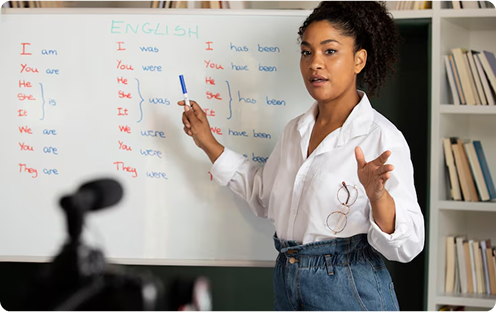 ENGLISH
I am
You are
He
She } is
It
We are
You are
They are
I was
You were
He
She } was
It
We were
You were
They were
I has been
You have been
He
She } has been
It
We have been